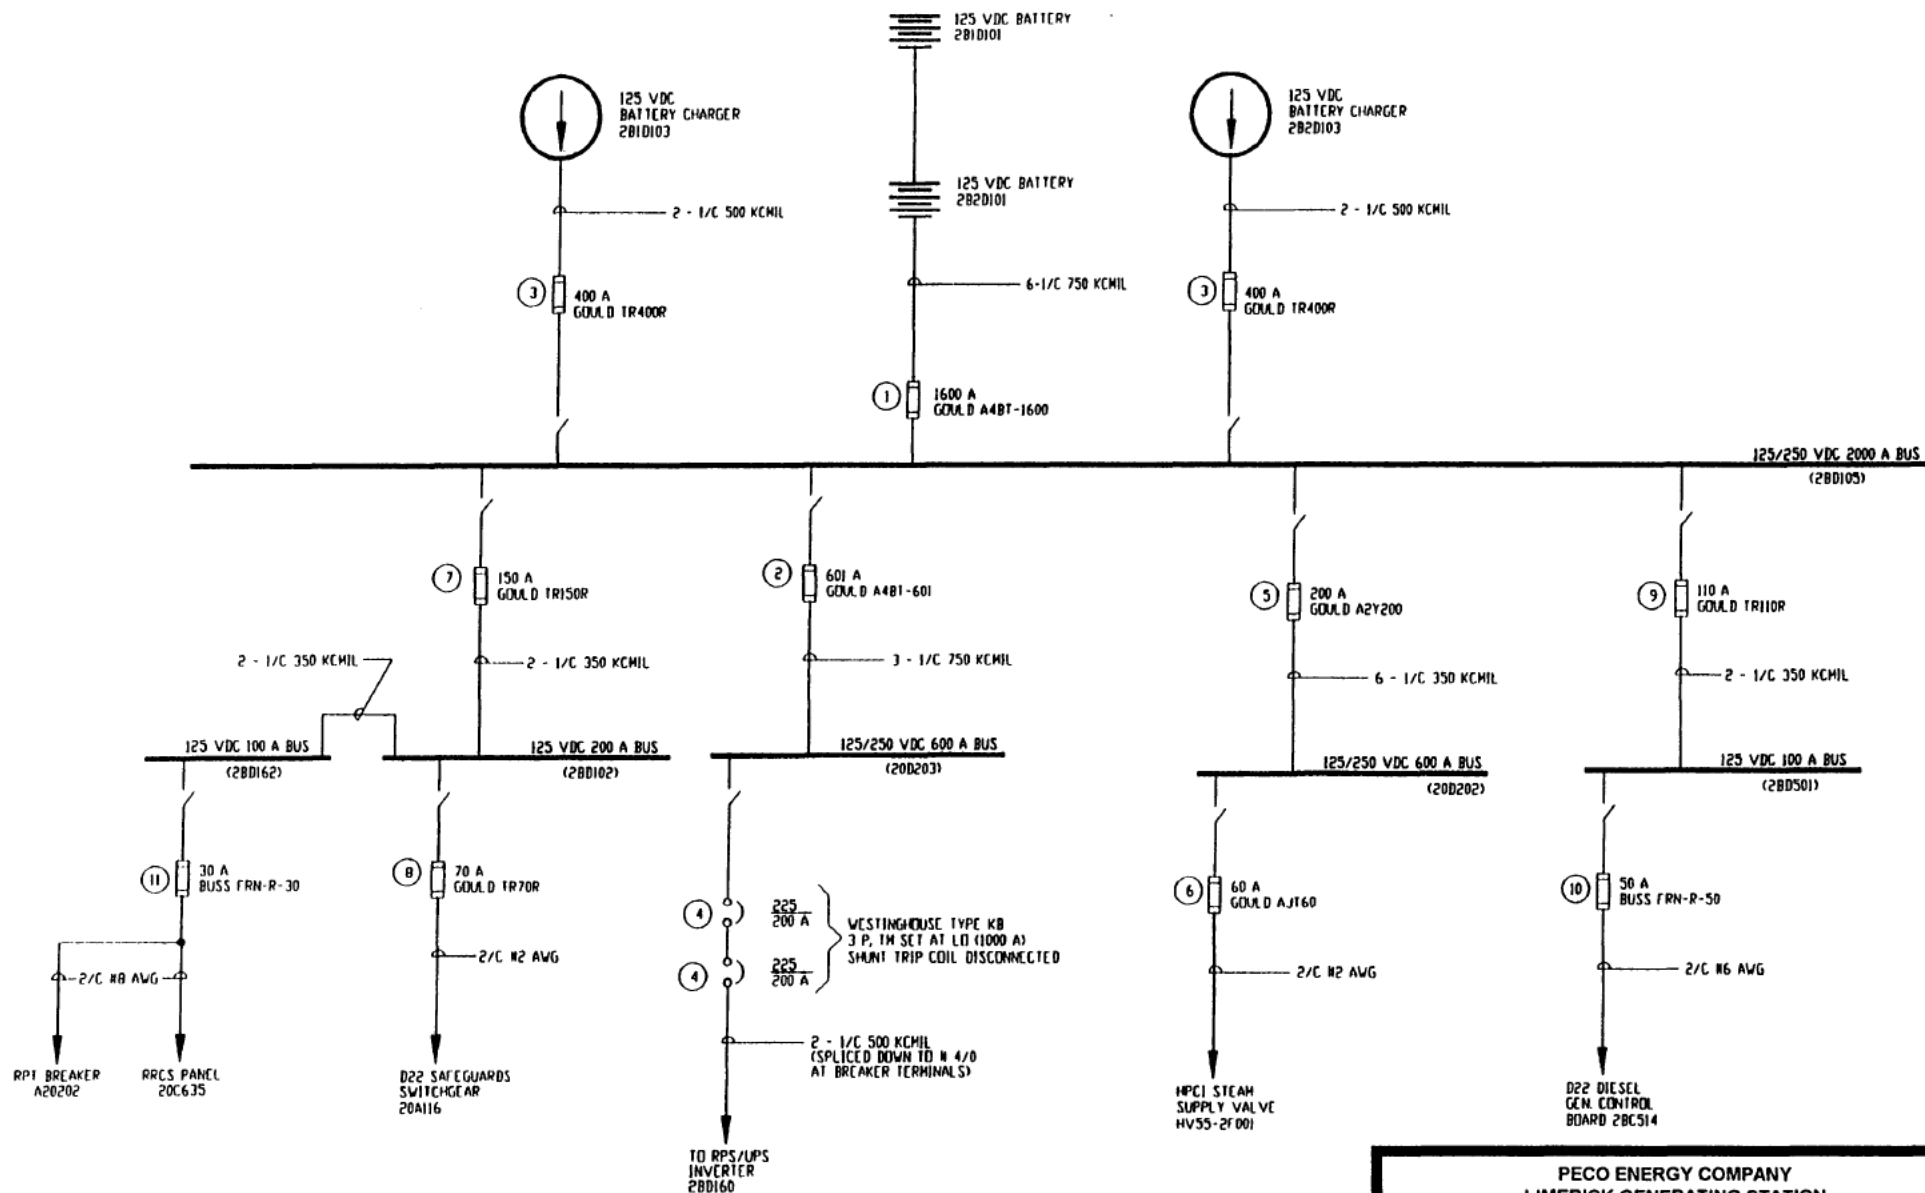 125 VDC BATTERY
2B1D101
125 VDC
BATTERY CHARGER
2B1D103
125 VDC
BATTERY CHARGER
2B2D103
125 VDC BATTERY
2B2D101
2 - 1/C 500 KCMIL
2 - 1/C 500 KCMIL
6-1/C 750 KCMIL
3
400 A
GOULD TR400R
3
400 A
GOULD TR400R
1
1600 A
GOULD A4BT-1600
125/250 VDC 2000 A BUS
(2BD105)
7
150 A
GOULD TR150R
2
601 A
GOULD A4BT-601
5
200 A
GOULD A2Y200
9
110 A
GOULD TR110R
2 - 1/C 350 KCMIL
2 - 1/C 350 KCMIL
3 - 1/C 750 KCMIL
6 - 1/C 350 KCMIL
2 - 1/C 350 KCMIL
125 VDC 100 A BUS
(2BD162)
125 VDC 200 A BUS
(2BD102)
125/250 VDC 600 A BUS
(20D203)
125/250 VDC 600 A BUS
(20D202)
125 VDC 100 A BUS
(2BD501)
11
30 A
BUSS FRN-R-30
8
70 A
GOULD TR70R
4
225
200 A
4
225
200 A
WESTINGHOUSE TYPE KB
3 P, TM SET AT LO (1000 A)
SHUNT TRIP COIL DISCONNECTED
6
60 A
GOULD AJT60
10
50 A
BUSS FRN-R-50
2/C #8 AWG
2/C #2 AWG
2/C #2 AWG
2/C #6 AWG
2 - 1/C 500 KCMIL
(SPLICED DOWN TO # 4/0
AT BREAKER TERMINALS)
RPT BREAKER
A20202
RRCS PANEL
20C635
D22 SAFEGUARDS
SWITCHGEAR
20A116
TO RPS/UPS
INVERTER
2BD160
HPCI STEAM
SUPPLY VALVE
HV55-2F001
D22 DIESEL
GEN. CONTROL
BOARD 2BC514
PECO ENERGY COMPANY
LIMERICK GENERATING STATION